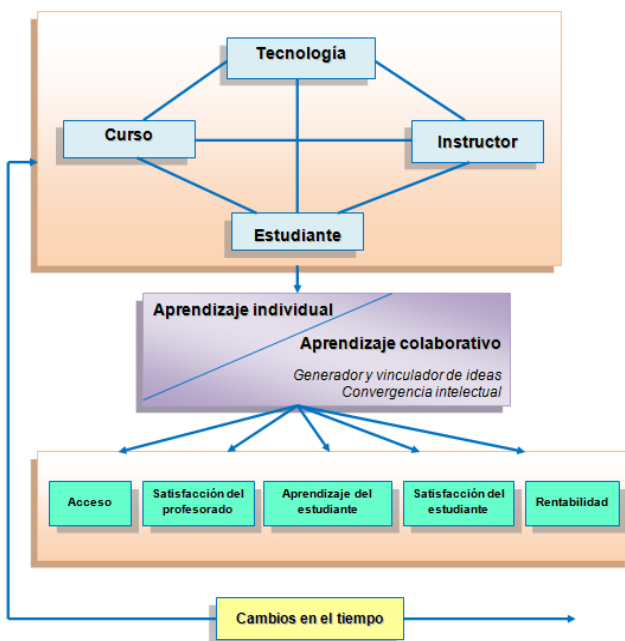 Tecnología
Curso
Instructor
Estudiante
Aprendizaje individual
Aprendizaje colaborativo
Generador y vinculador de ideas
Convergencia intelectual
Acceso
Satisfacción del
profesorado
Aprendizaje del
estudiante
Satisfacción del
estudiante
Rentabilidad
Cambios en el tiempo